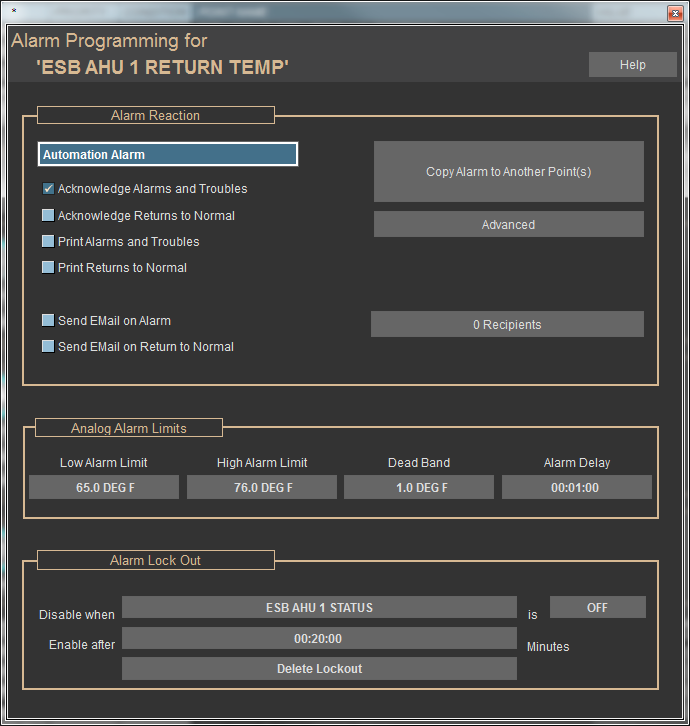 *
Alarm Programming for
'ESB AHU 1 RETURN TEMP'
Help
Alarm Reaction
Automation Alarm
Acknowledge Alarms and Troubles
Acknowledge Returns to Normal
Print Alarms and Troubles
Print Returns to Normal
Send EMail on Alarm
Send EMail on Return to Normal
Copy Alarm to Another Point(s)
Advanced
0 Recipients
Analog Alarm Limits
Low Alarm Limit High Alarm Limit Dead Band Alarm Delay
65.0 DEG F 76.0 DEG F 1.0 DEG F 00:01:00
Alarm Lock Out
Disable when ESB AHU 1 STATUS is OFF
Enable after 00:20:00 Minutes
Delete Lockout